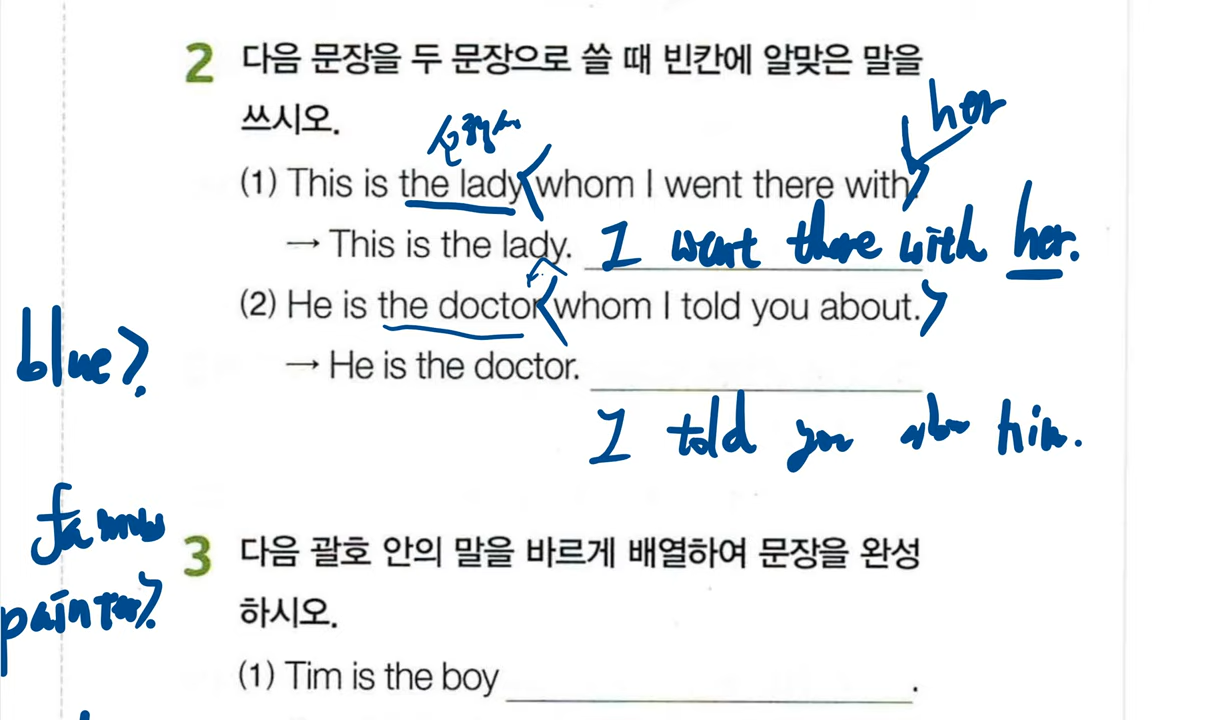 2 다음 문장을 두 문장으로 쓸 때 빈칸에 알맞은 말을
쓰시오.
선행사
her
(1) This is the lady whom I went there with.
→ This is the lady. I went there with her.
(2) He is the doctor whom I told you about.
→ He is the doctor.
I told you him.
blue?
famous
painter?
3 다음 괄호 안의 말을 바르게 배열하여 문장을 완성
하시오.
(1) Tim is the boy .